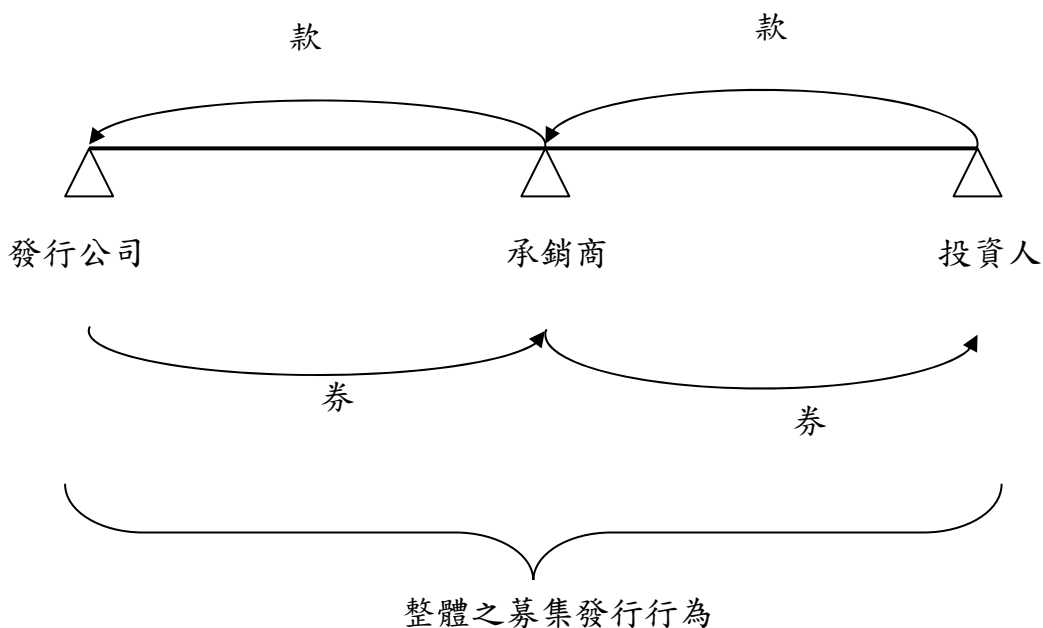 款
款
發行公司
承銷商
投資人
券
券
整體之募集發行行為